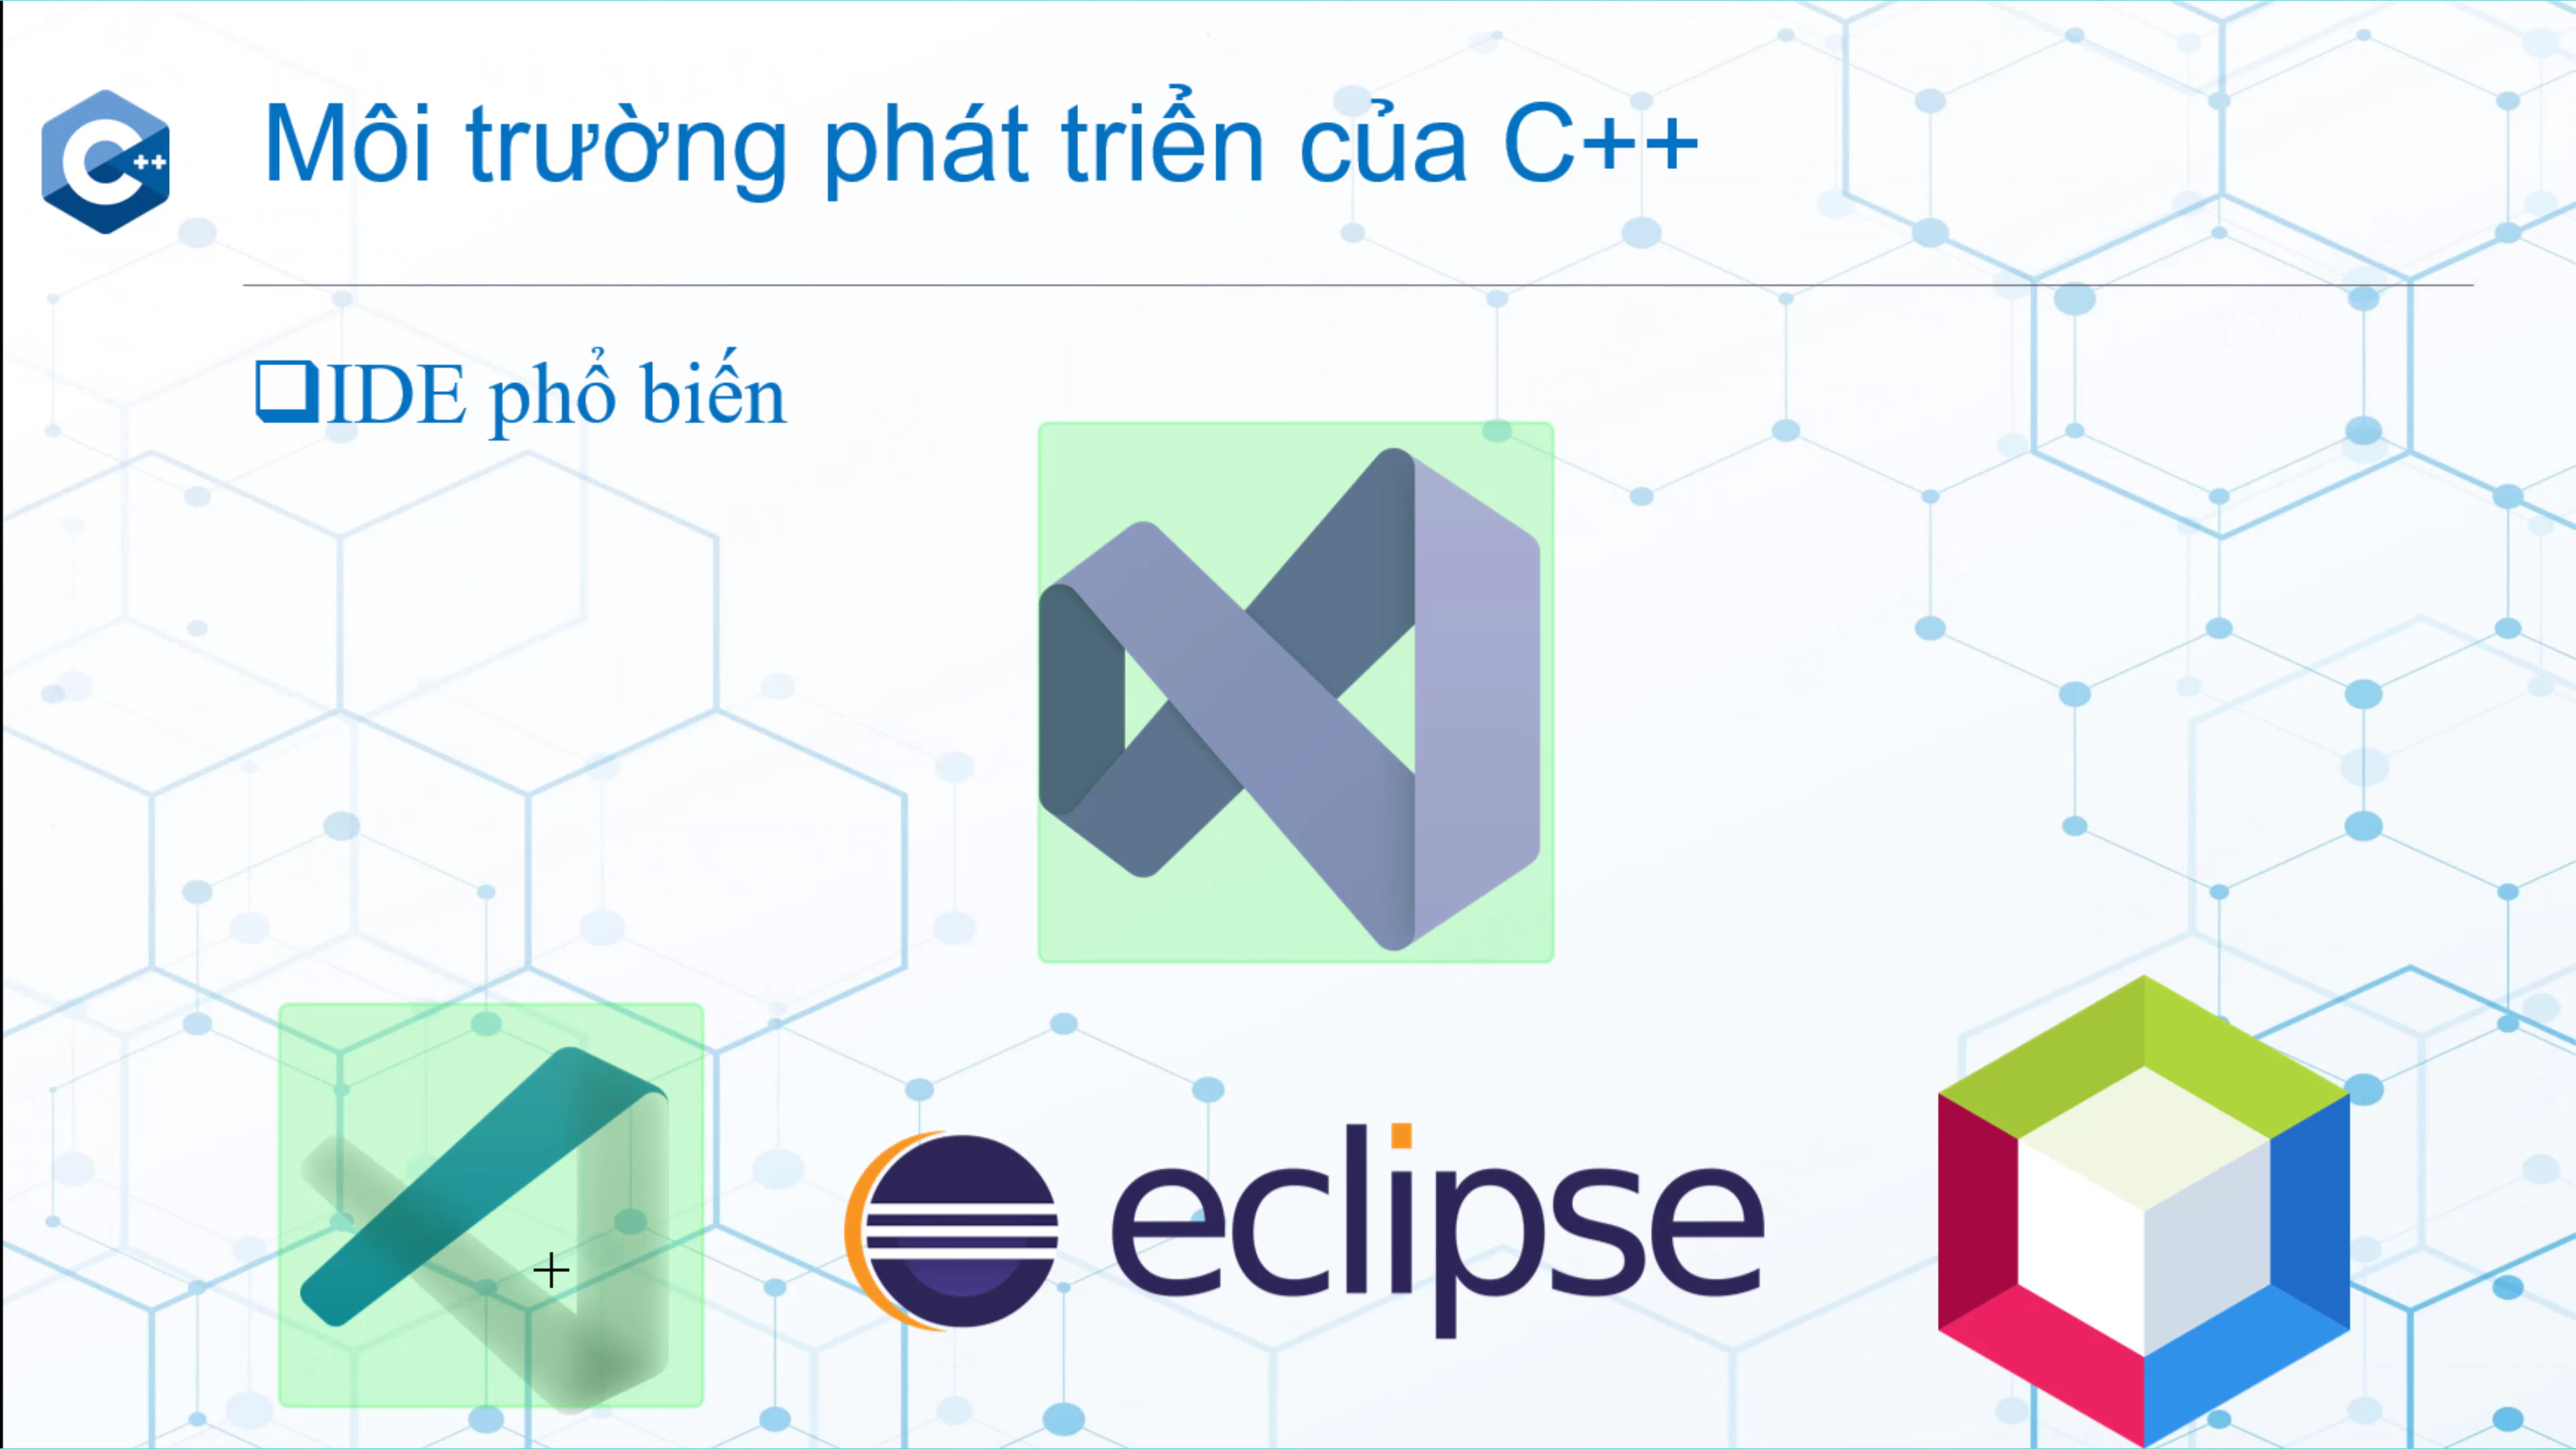 C++
Môi trường phát triển của C++
❑IDE phổ biến
eclipse